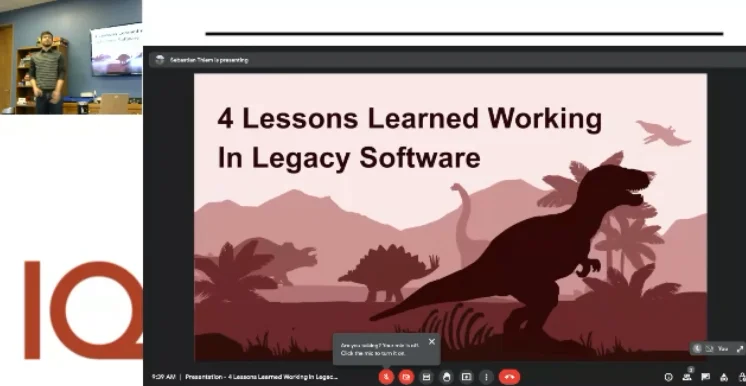 Sebastian Thiem is presenting
4 Lessons Learned Working
In Legacy Software
IQ
Are you talking? Your mic is off.
Click the mic to turn it on.
You
9:39 AM | Presentation - 4 Lessons Learned Working In Legac...